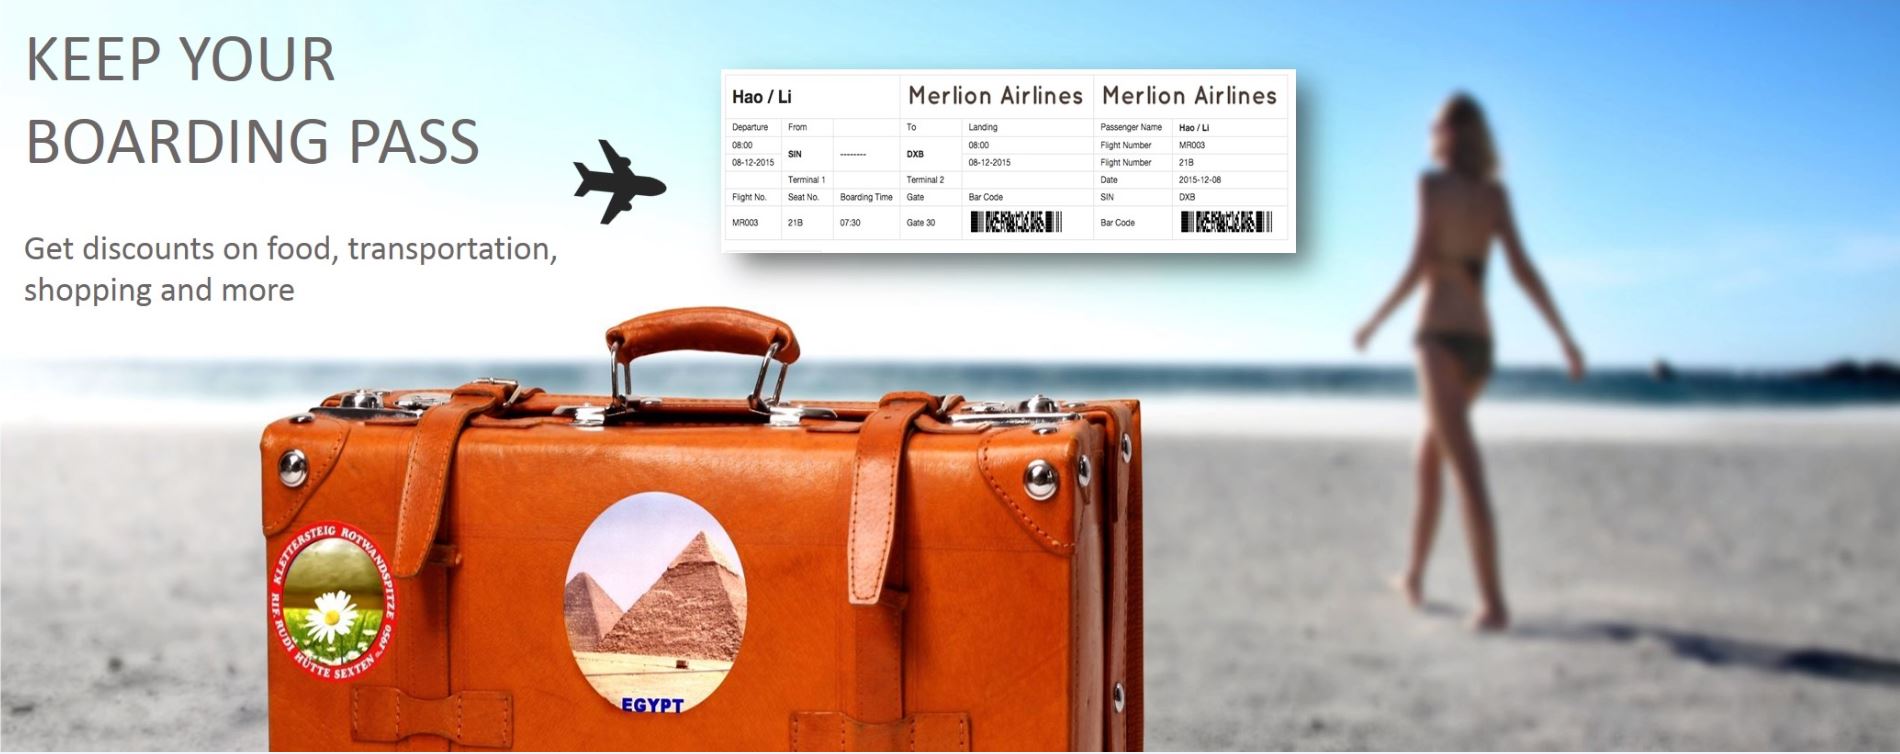 KEEP YOUR
BOARDING PASS
Get discounts on food, transportation,
shopping and more
Hao / Li Merlion Airlines Merlion Airlines
Departure From To Landing Passenger Name Hao / Li
08:00 SIN -------- DXB 08:00 Flight Number MR003
08-12-2015 08-12-2015 Flight Number 21B
Terminal 1 Terminal 2 Date 2015-12-08
Flight No. Seat No. Boarding Time Gate Bar Code SIN DXB
MR003 21B 07:30 Gate 30 Bar Code
KLETTERSTEIG ROTWANDSPITZE
RIF. RUDI HÜTTE SEXTEN 1950
EGYPT